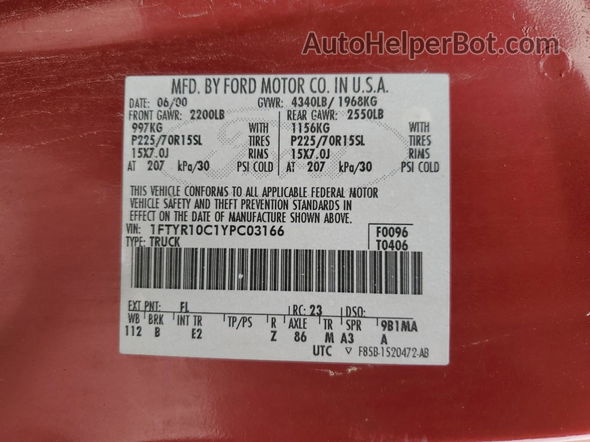 AutoHelperBot.com
MFD. BY FORD MOTOR CO. IN U.S.A.
DATE: 06/00 GVWR: 4340LB/ 1968KG
FRONT GAWR: 2200LB REAR GAWR: 2550LB
997KG WITH 1156KG WITH
P225/70R15SL TIRES P225/70R15SL TIRES
15X7.0J RIMS 15X7.0J RIMS
AT 207 kPa/30 PSI COLD AT 207 kPa/30 PSI COLD
THIS VEHICLE CONFORMS TO ALL APPLICABLE FEDERAL MOTOR
VEHICLE SAFETY AND THEFT PREVENTION STANDARDS IN
EFFECT ON THE DATE OF MANUFACTURE SHOWN ABOVE.
VIN: 1FTYR10C1YPC03166 F0096
TYPE: TRUCK T0406
EXT PNT: FL RC: 23 DSO:
WB BRK INT TR TP/PS R AXLE TR SPR 9B1MA
112 B E2 Z 86 M A3 A
UTC ▽ F85B-1520472-AB